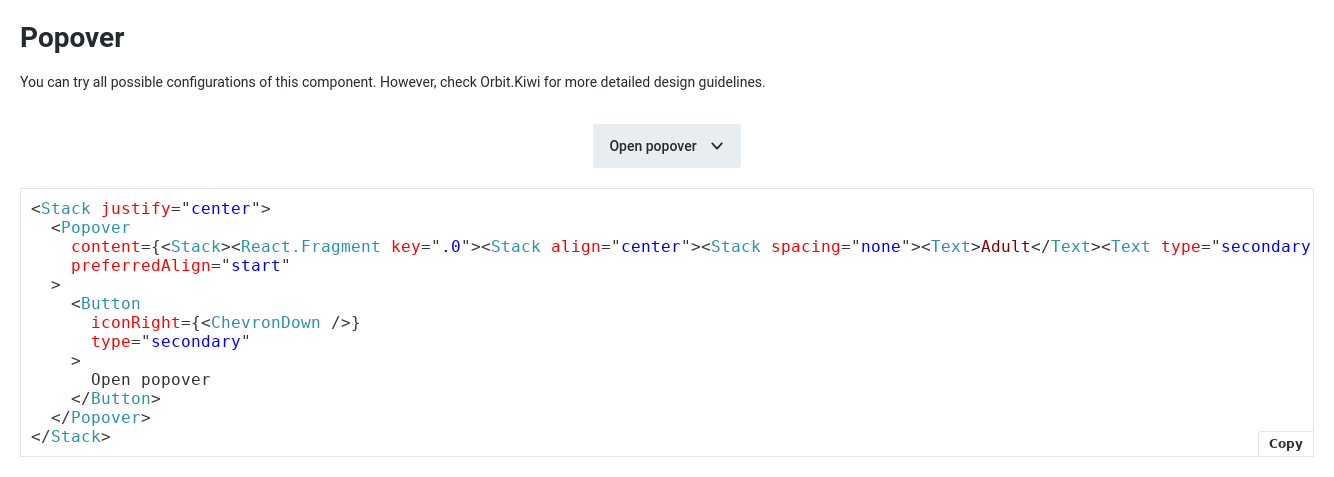 Popover
You can try all possible configurations of this component. However, check Orbit.Kiwi for more detailed design guidelines.
Open popover
<Stack justify="center">
  <Popover
    content={<Stack><React.Fragment key=".0"><Stack align="center"><Stack spacing="none"><Text>Adult</Text><Text type="secondary
    preferredAlign="start"
  >
    <Button
      iconRight={<ChevronDown />}
      type="secondary"
    >
      Open popover
    </Button>
  </Popover>
</Stack>
Copy